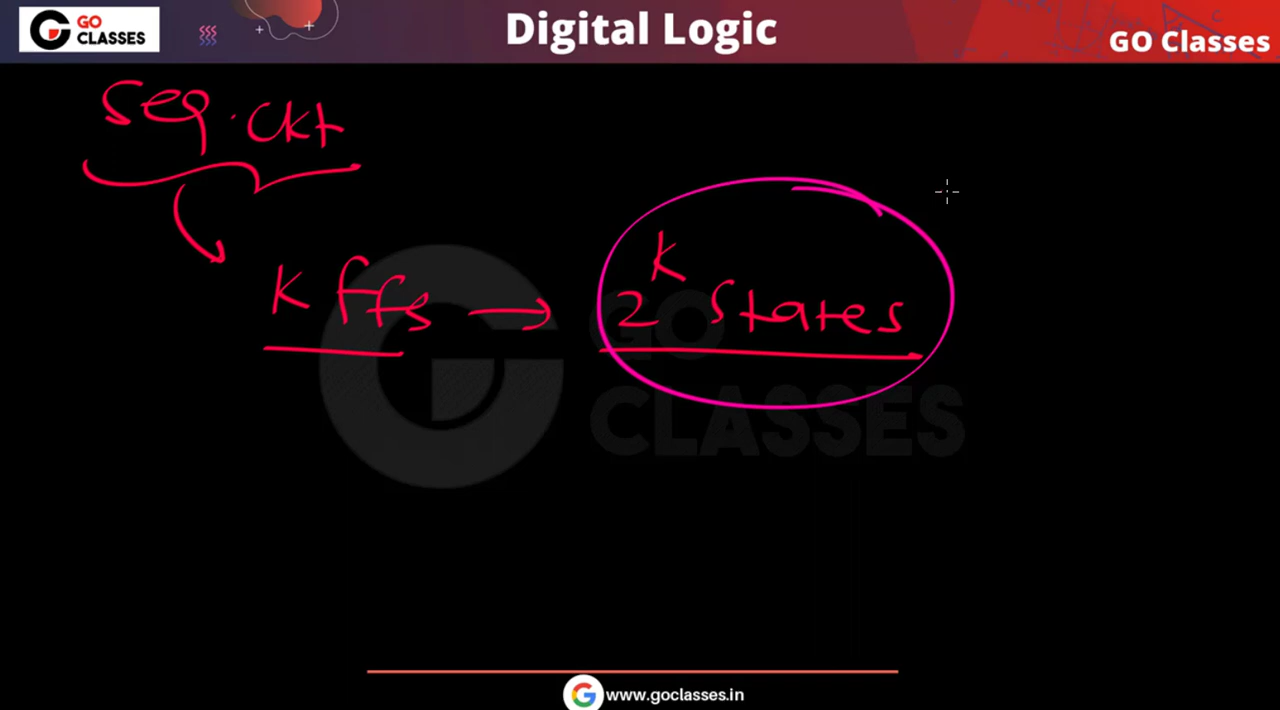 GO
CLASSES
Digital Logic
GO Classes
Seq. Ckt
K ffs → 2^K States
GO
CLASSES
www.goclasses.in